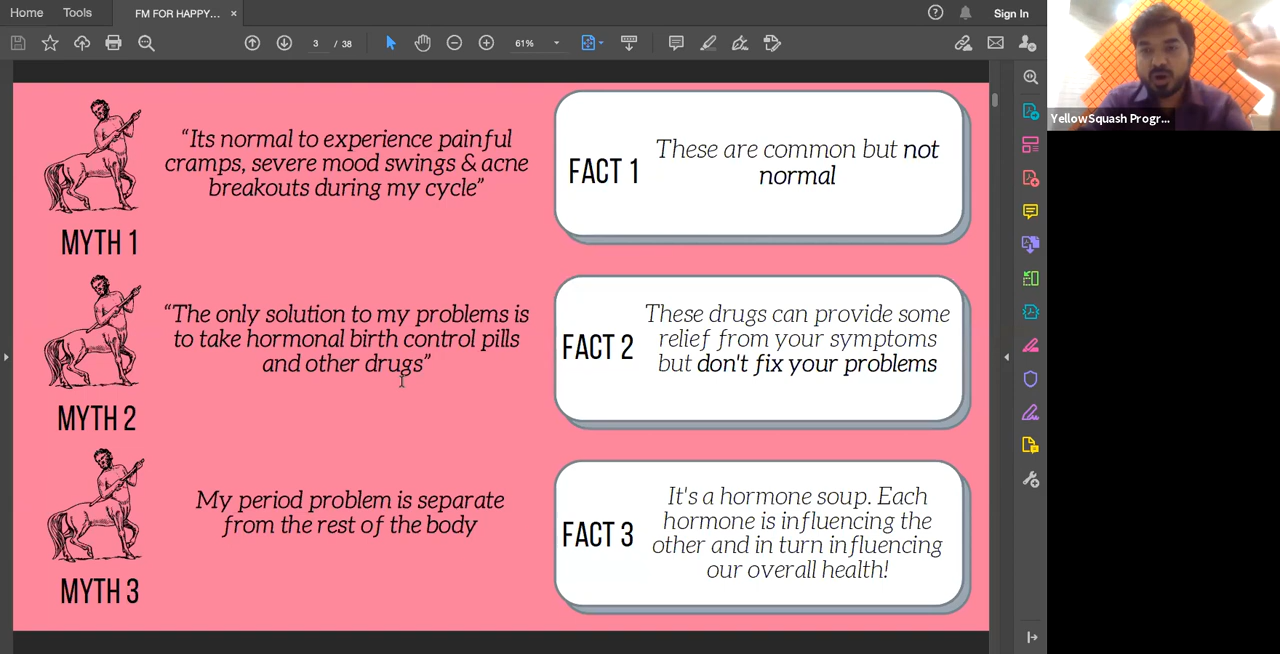 Home
Tools
FM FOR HAPPY...
×
Sign In
3 / 38
61%
YellowSquash Progr...
“Its normal to experience painful
cramps, severe mood swings & acne
breakouts during my cycle”
MYTH 1
FACT 1
These are common but not
normal
“The only solution to my problems is
to take hormonal birth control pills
and other drugs”
MYTH 2
FACT 2
These drugs can provide some
relief from your symptoms
but don't fix your problems
My period problem is separate
from the rest of the body
MYTH 3
FACT 3
It's a hormone soup. Each
hormone is influencing the
other and in turn influencing
our overall health!